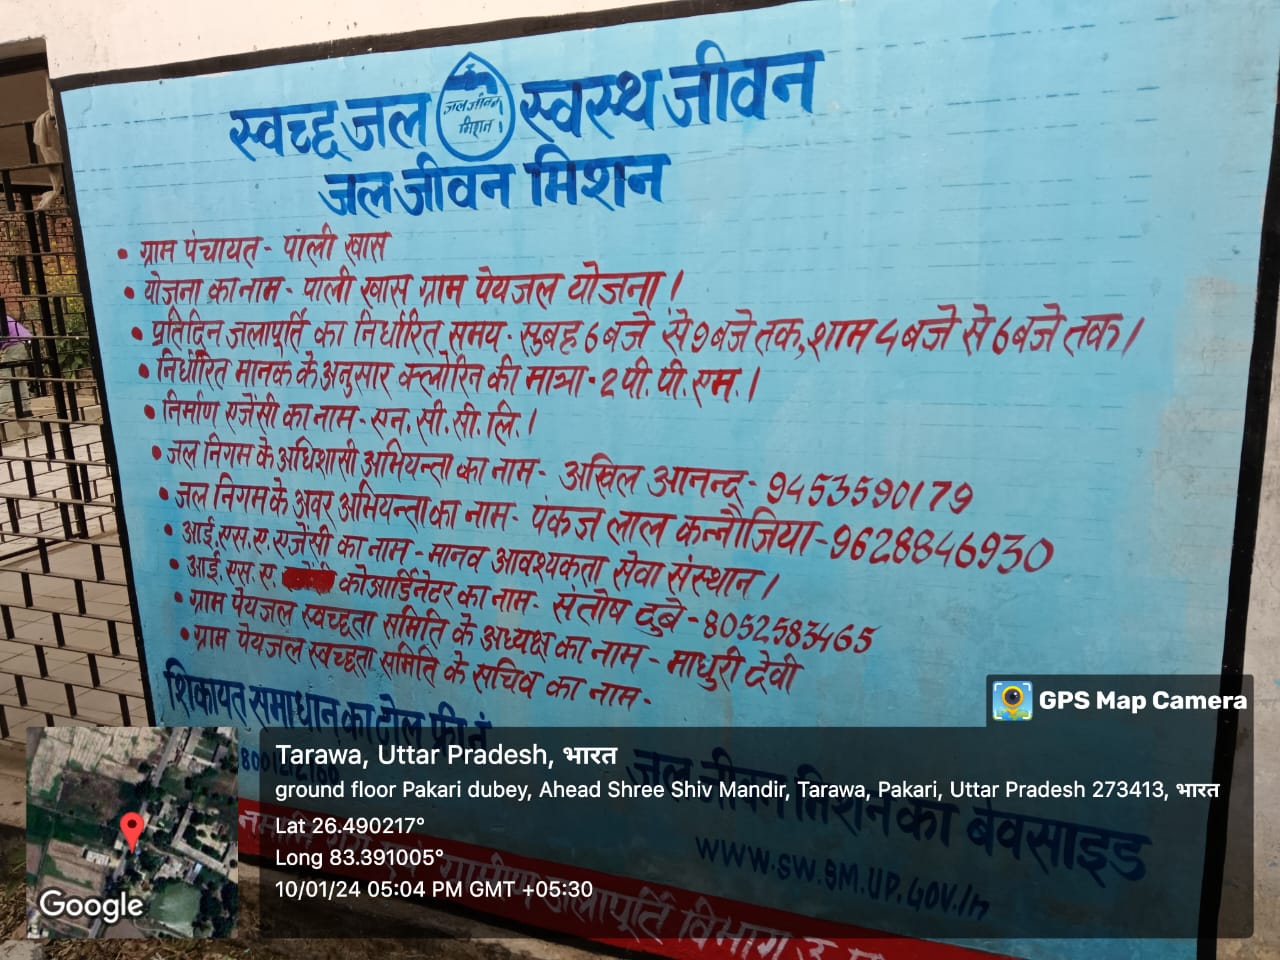 स्वच्छ जल जल जीवन मिशन। स्वस्थ जीवन
जल जीवन मिशन
• ग्राम पंचायत - पाली खास
• योजना का नाम - पाली खास ग्राम पेयजल योजना।
• प्रतिदिन जलापूर्ति का निर्धारित समय - सुबह 6 बजे से 9 बजे तक, शाम 4 बजे से 6 बजे तक।
• निर्धारित मानक के अनुसार क्लोरिन की मात्रा - 2 पी.पी.एम.।
• निर्माण एजेंसी का नाम - एन.सी.सी.लि.।
• जल निगम के अधिशासी अभियन्ता का नाम - अखिल आनन्द - 9453590179
• जल निगम के अवर अभियन्ता का नाम - पंकज लाल कन्नौजिया - 9628846930
• आई.एस.ए. एजेंसी का नाम - मानव आवश्यकता सेवा संस्थान।
• आई.एस.ए. कोआर्डिनेटर का नाम - संतोष दुबे - 8052583465
• ग्राम पेयजल स्वच्छता समिति के अध्यक्ष का नाम - माधुरी देवी
• ग्राम पेयजल स्वच्छता समिति के सचिव का नाम -
शिकायत समाधान का टोल फ्री नं
जल जीवन मिशन का बेवसाइड
www.swsm.up.gov.in
ग्रामीण जलापूर्ति विभाग
GPS Map Camera
Tarawa, Uttar Pradesh, भारत
ground floor Pakari dubey, Ahead Shree Shiv Mandir, Tarawa, Pakari, Uttar Pradesh 273413, भारत
Lat 26.490217°
Long 83.391005°
10/01/24 05:04 PM GMT +05:30
Google